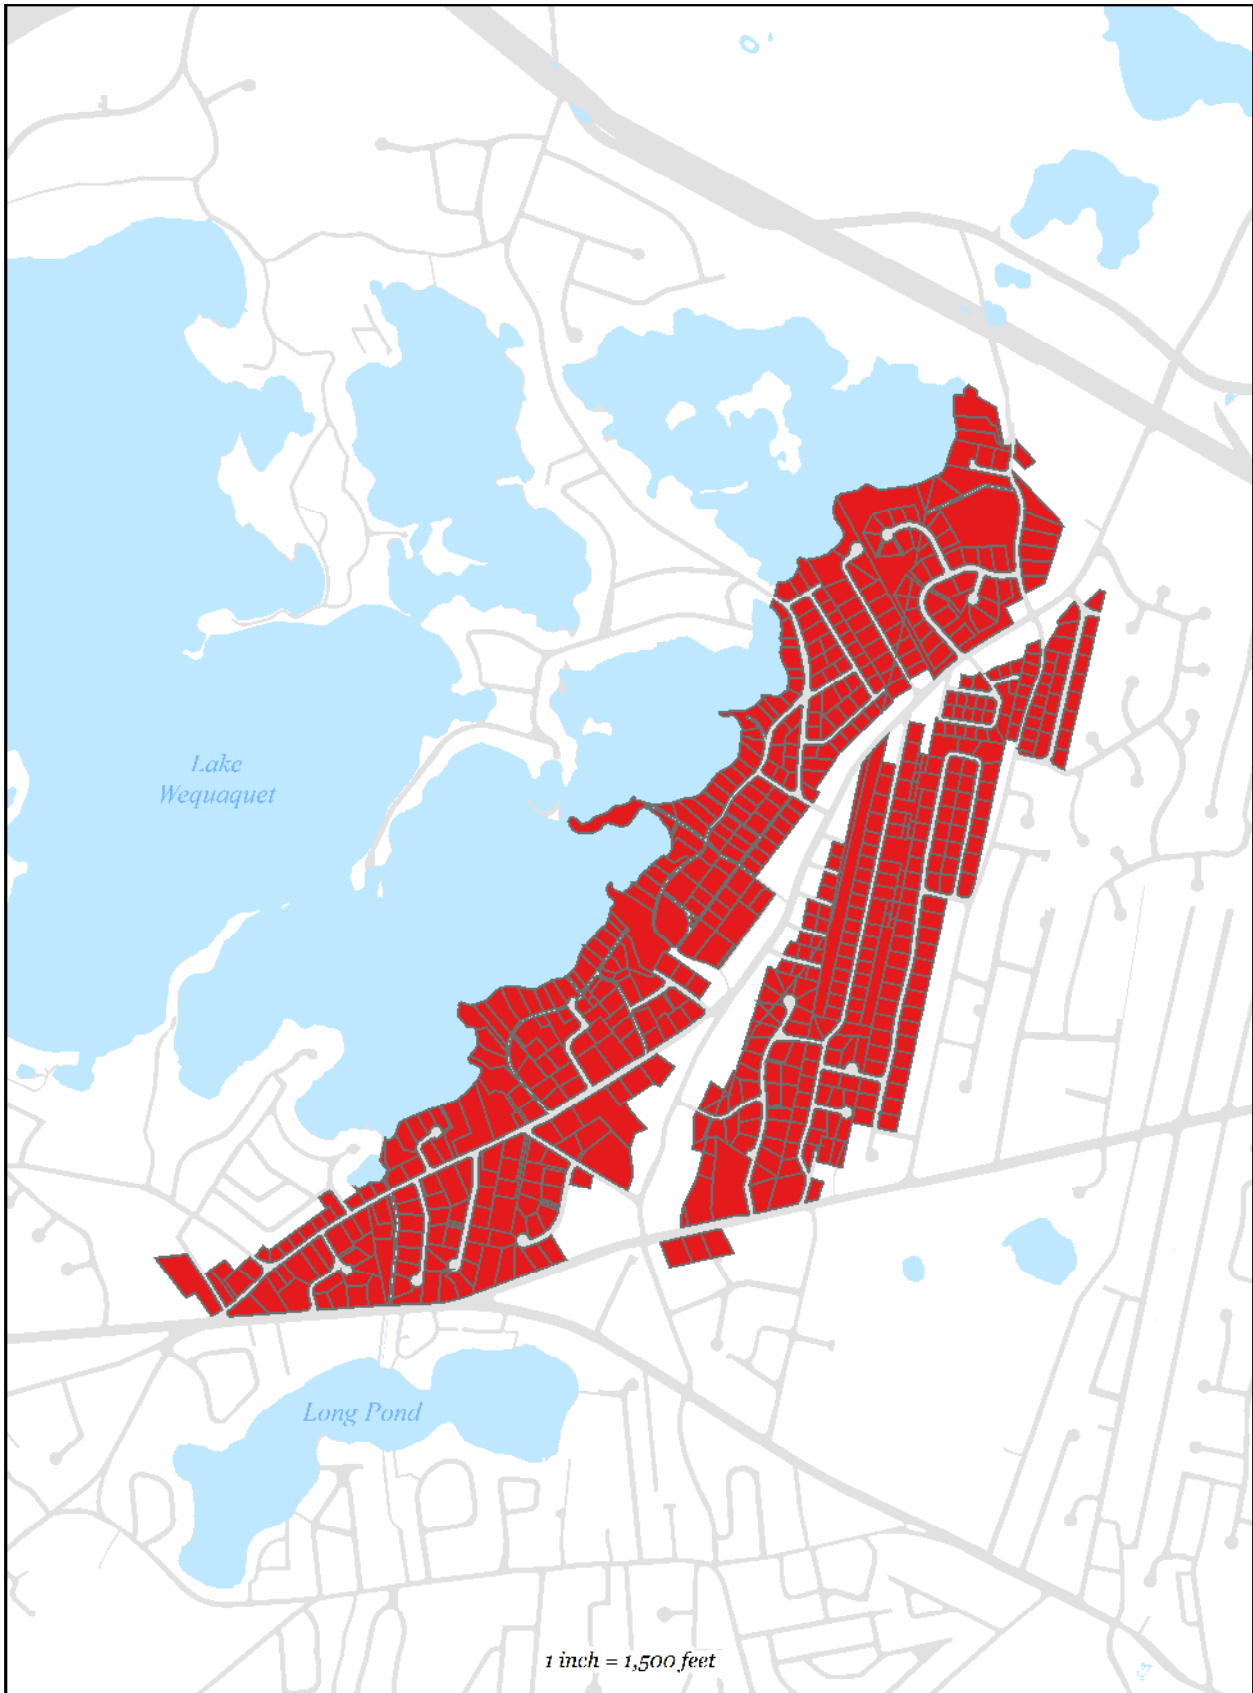 Lake
Wequaquet
Long Pond
1 inch = 1,500 feet